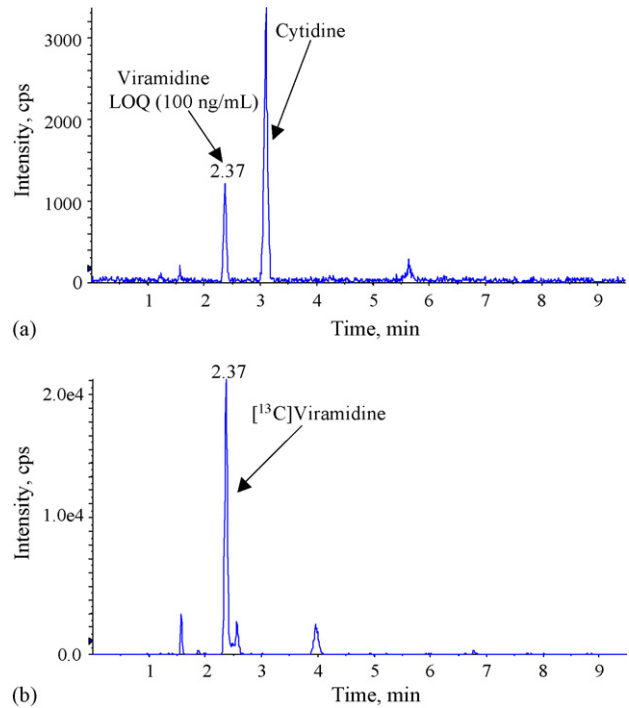 3000
2000
1000
0
Intensity, cps
Viramidine
LOQ (100 ng/mL)
Cytidine
2.37
1 2 3 4 5 6 7 8 9
(a)
Time, min
2.0e4
1.0e4
0.0
Intensity, cps
2.37
[¹³C]Viramidine
1 2 3 4 5 6 7 8 9
(b)
Time, min